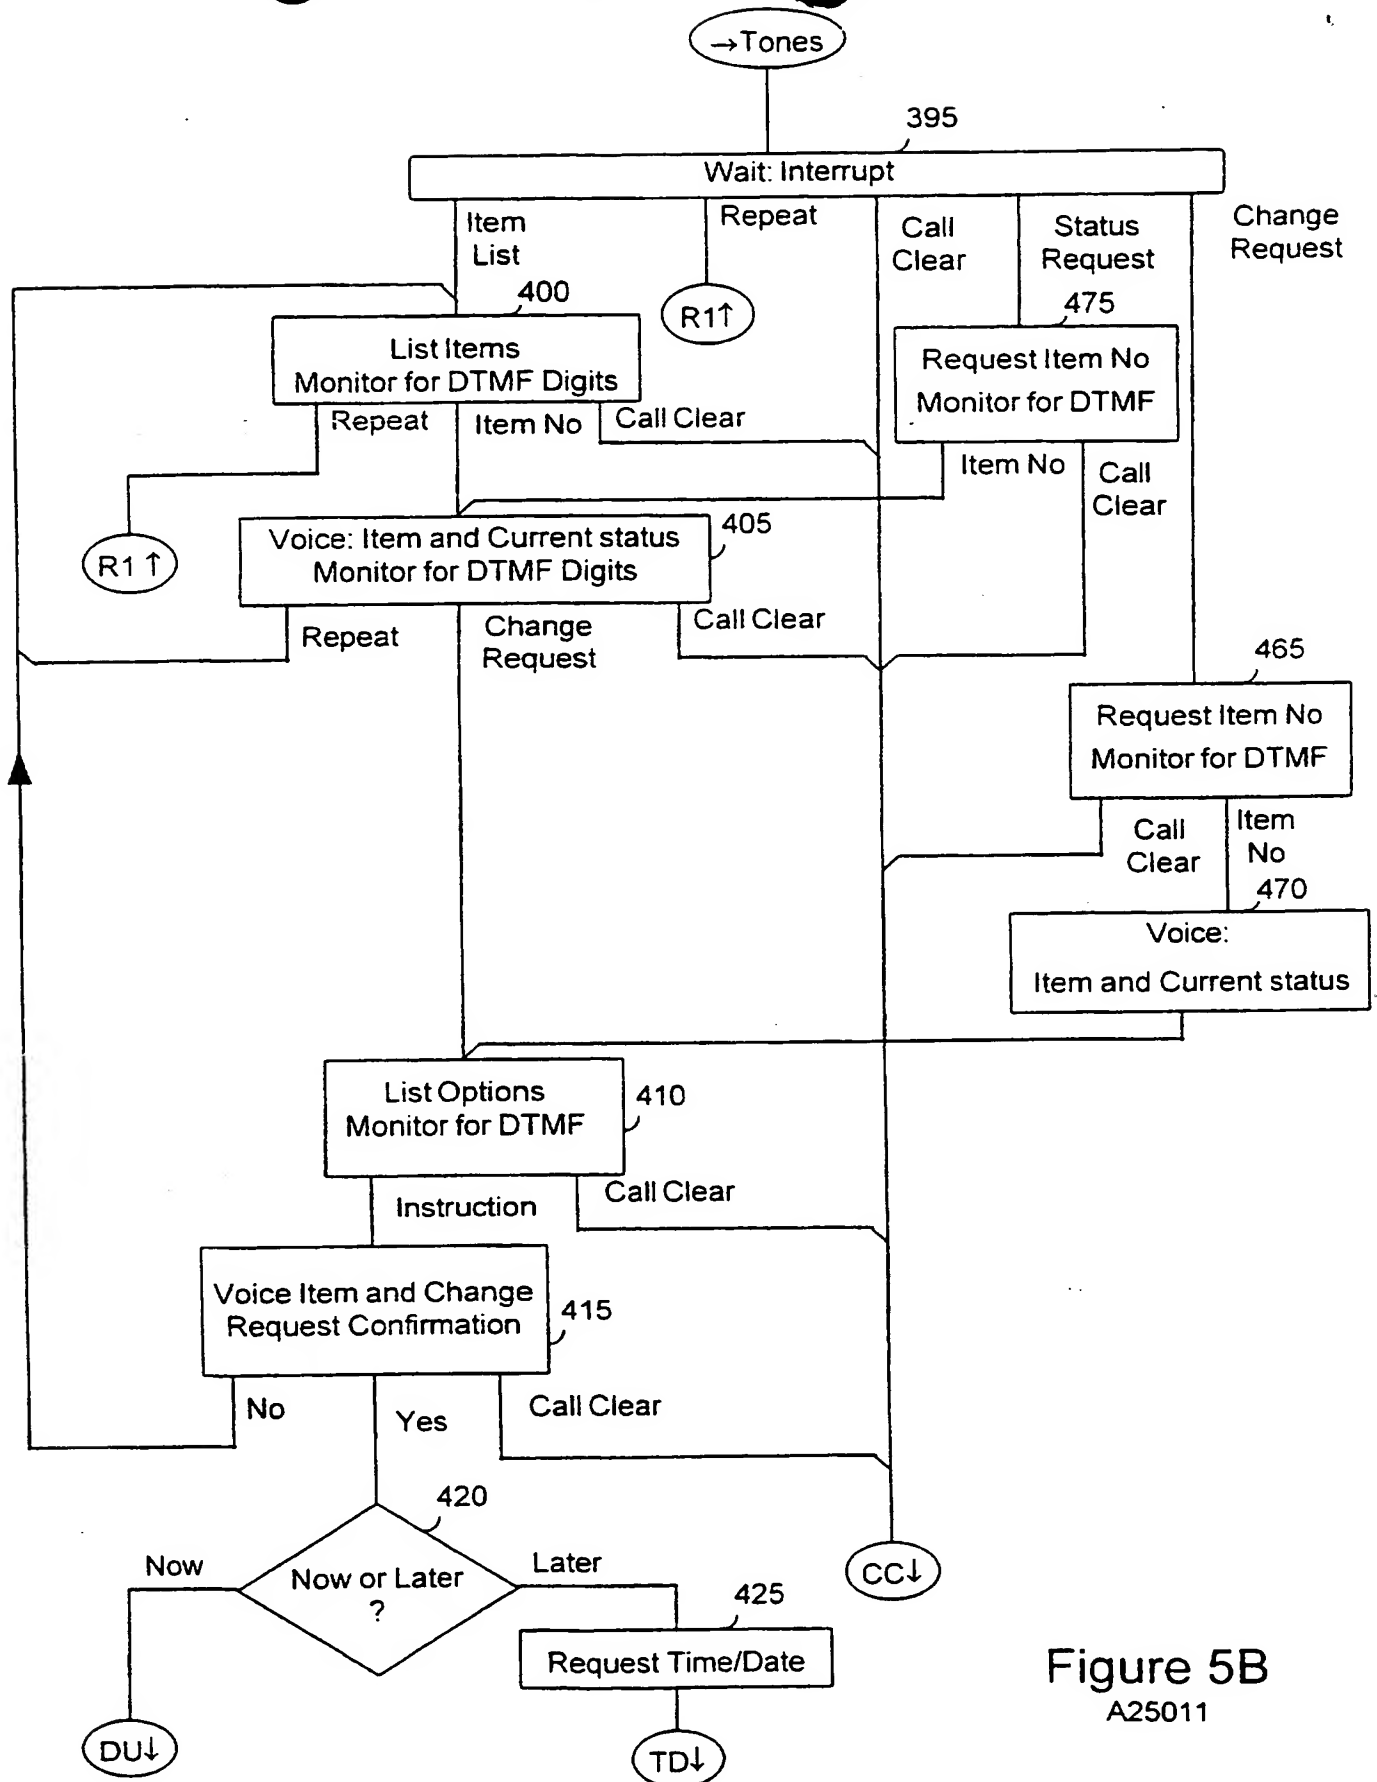 →Tones
395
Wait: Interrupt
Item
List
Repeat
Call
Clear
Status
Request
Change
Request
400
R1↑
475
List Items
Monitor for DTMF Digits
Request Item No
Monitor for DTMF
Repeat
Item No
Call Clear
Item No
Call
Clear
R1 ↑
Voice: Item and Current status
Monitor for DTMF Digits
405
Repeat
Change
Request
Call Clear
465
Request Item No
Monitor for DTMF
Call
Clear
Item
No
470
Voice:
Item and Current status
List Options
Monitor for DTMF
410
Instruction
Call Clear
Voice Item and Change
Request Confirmation
415
No
Yes
Call Clear
420
Now
Now or Later
?
Later
CC↓
425
Request Time/Date
DU↓
TD↓
Figure 5B
A25011